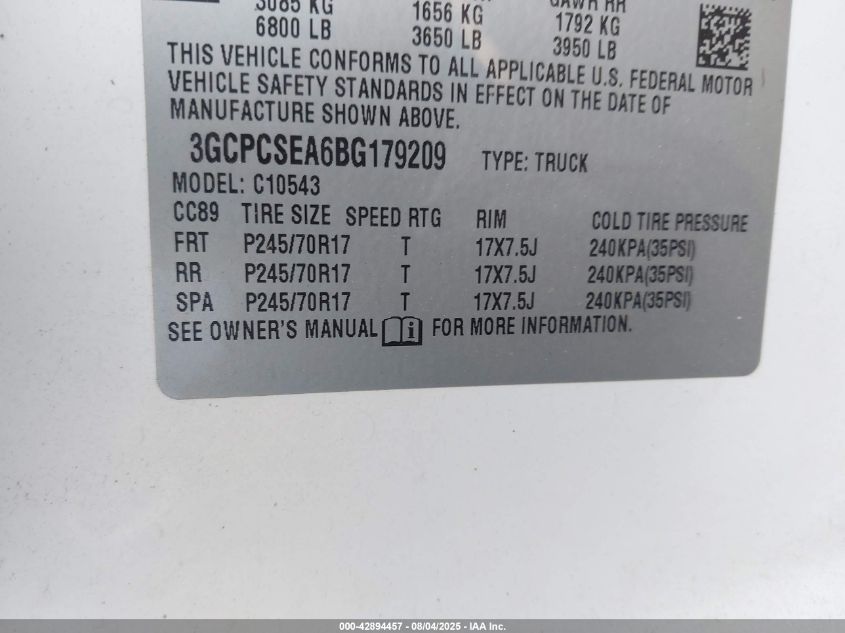 3085 KG 1656 KG GAWR RR 1792 KG
6800 LB 3650 LB 3950 LB
THIS VEHICLE CONFORMS TO ALL APPLICABLE U.S. FEDERAL MOTOR
VEHICLE SAFETY STANDARDS IN EFFECT ON THE DATE OF
MANUFACTURE SHOWN ABOVE.
3GCPCSEA6BG179209 TYPE: TRUCK
MODEL: C10543
CC89 TIRE SIZE SPEED RTG RIM COLD TIRE PRESSURE
FRT P245/70R17 T 17X7.5J 240KPA(35PSI)
RR P245/70R17 T 17X7.5J 240KPA(35PSI)
SPA P245/70R17 T 17X7.5J 240KPA(35PSI)
SEE OWNER'S MANUAL FOR MORE INFORMATION.
000-42894457 - 08/04/2025 - IAA Inc.